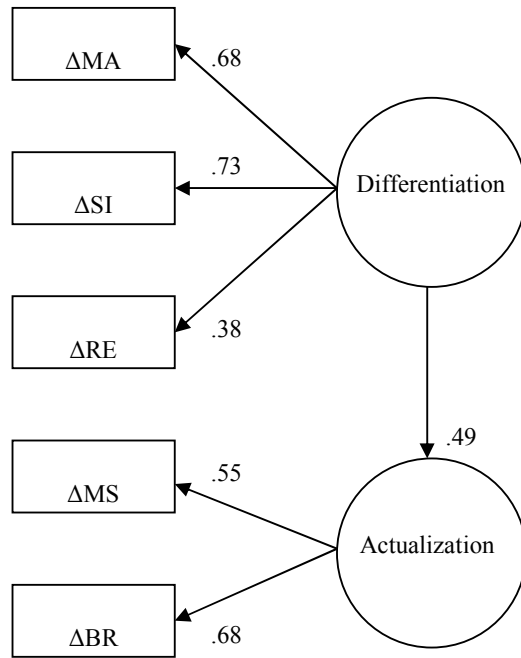 ΔMA
.68
.73
Differentiation
ΔSI
ΔRE
.38
.49
ΔMS
.55
Actualization
ΔBR
.68